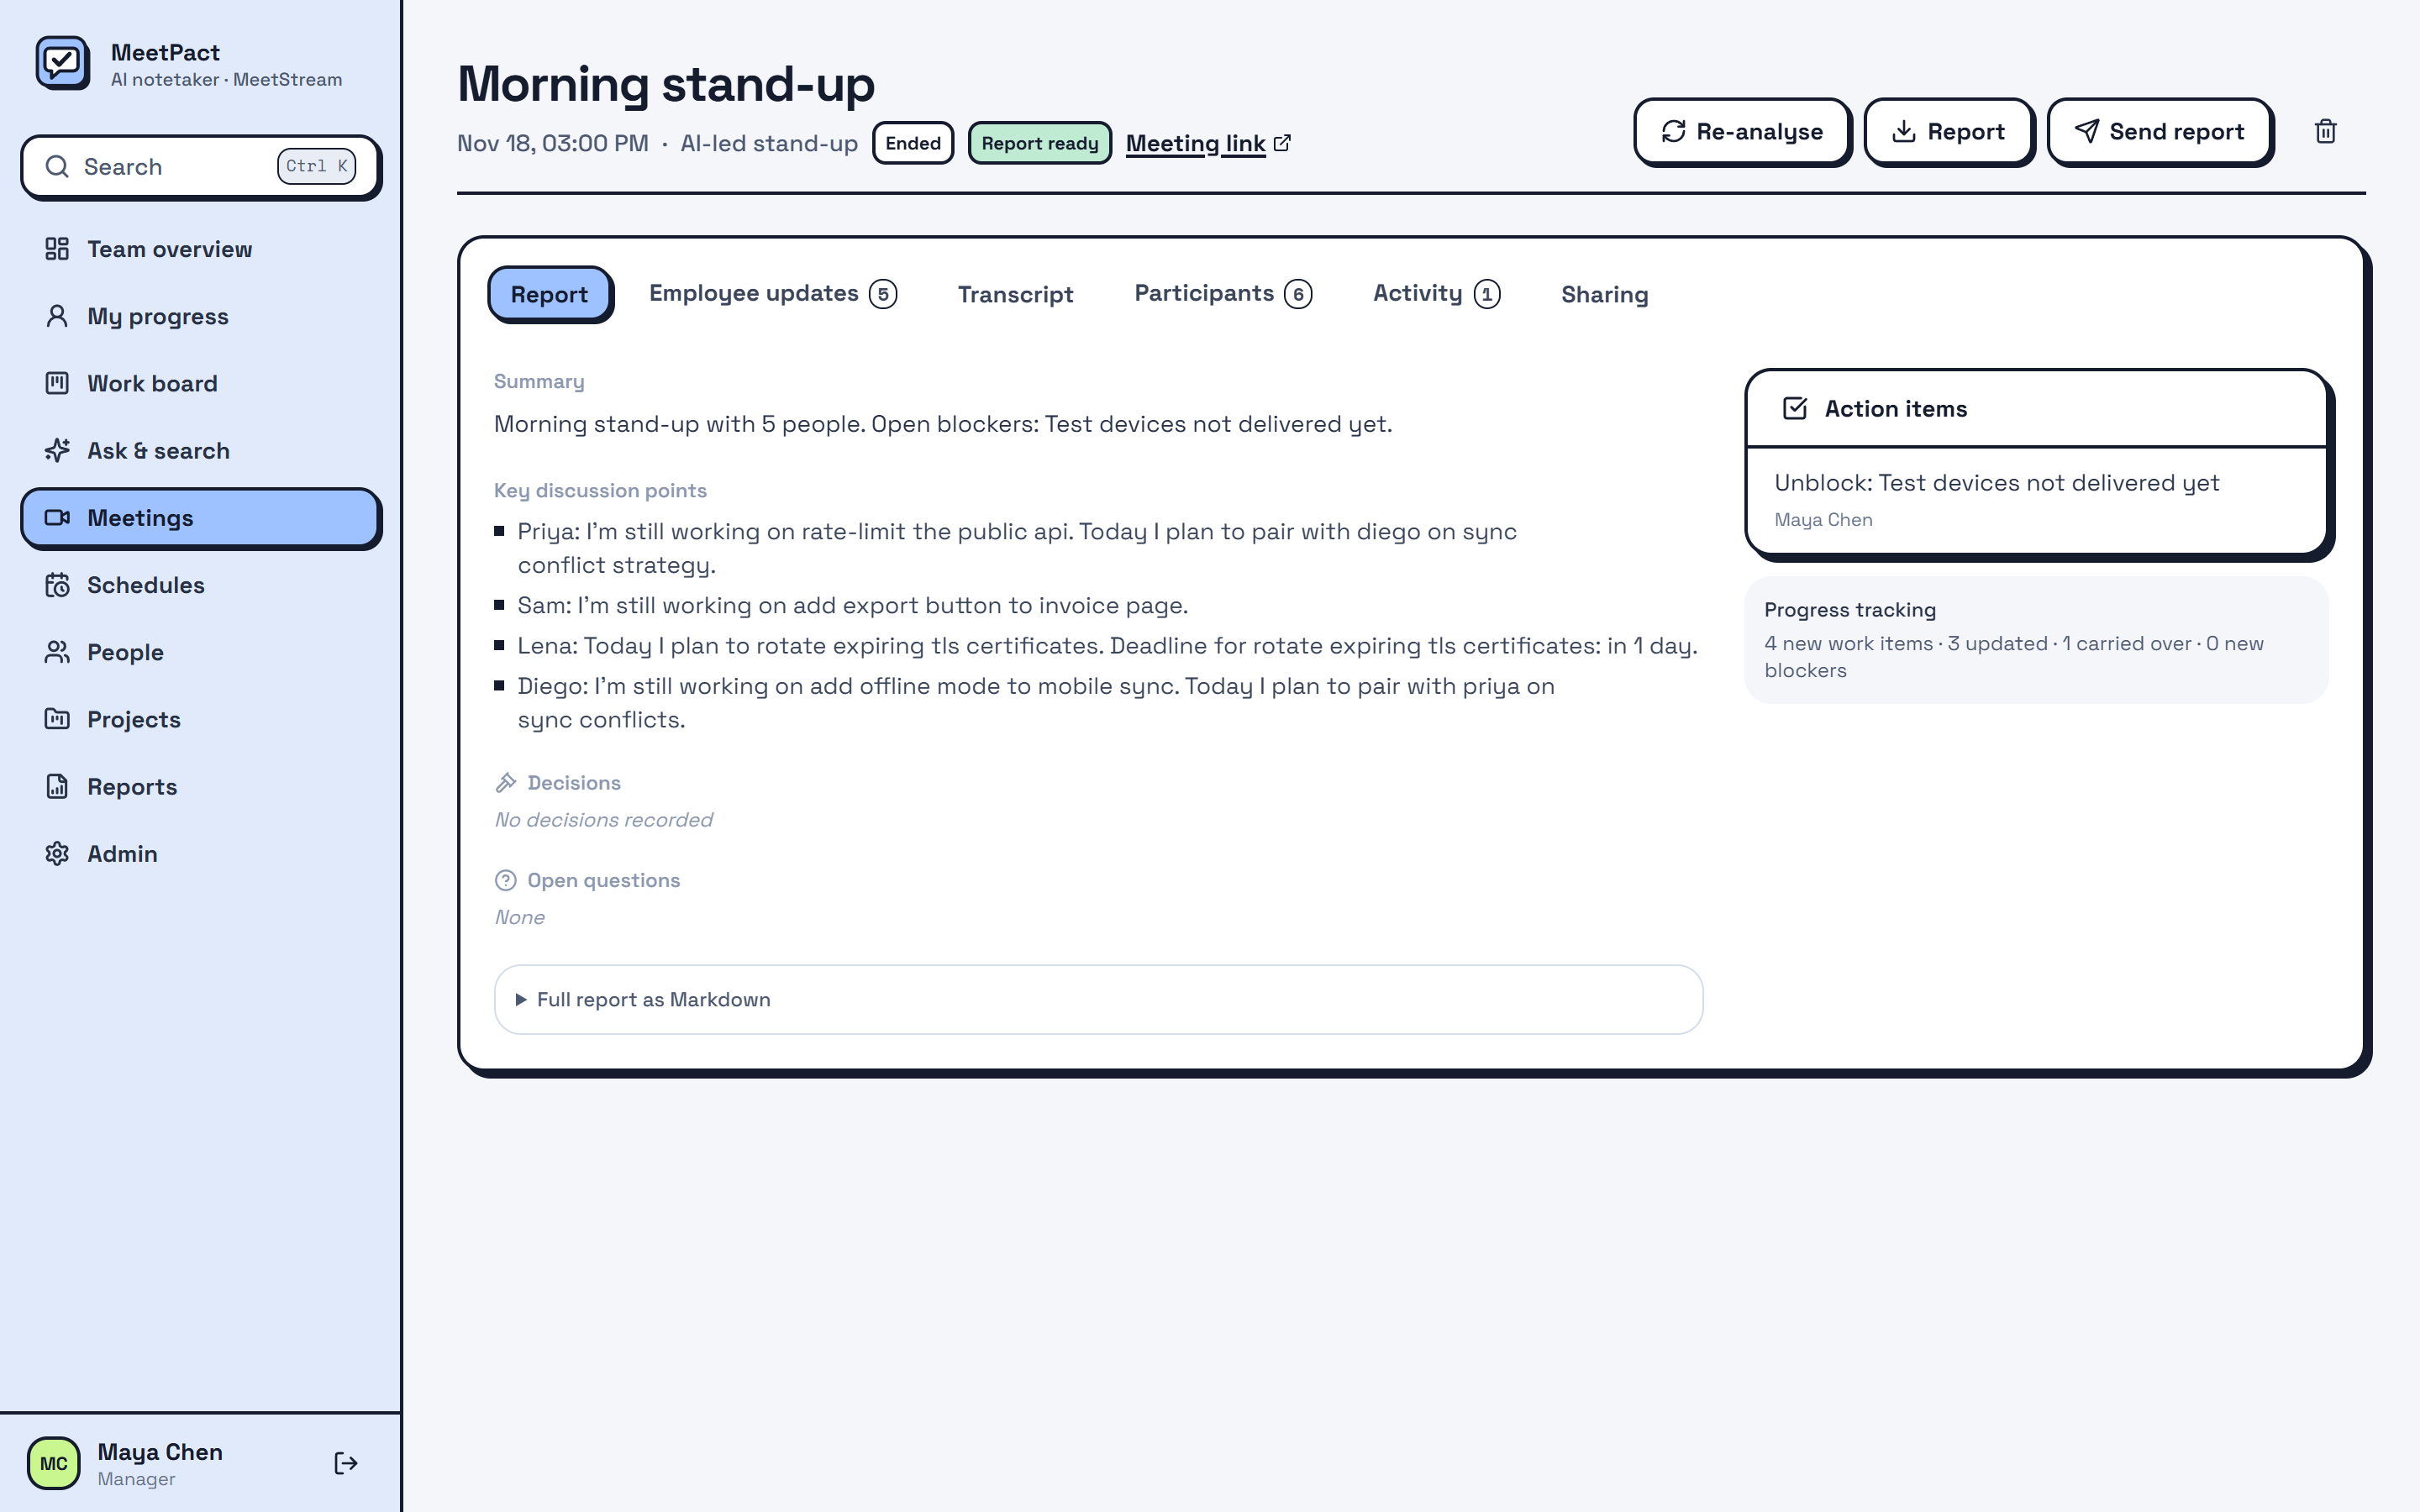 MeetPact
AI notetaker · MeetStream
Search
Ctrl K
Team overview
My progress
Work board
Ask & search
Meetings
Schedules
People
Projects
Reports
Admin
MC
Maya Chen
Manager
Morning stand-up
Nov 18, 03:00 PM · AI-led stand-up Ended Report ready Meeting link
Re-analyse Report Send report
Report Employee updates 5 Transcript Participants 6 Activity 1 Sharing
Summary
Morning stand-up with 5 people. Open blockers: Test devices not delivered yet.
Key discussion points
Priya: I'm still working on rate-limit the public api. Today I plan to pair with diego on sync
conflict strategy.
Sam: I'm still working on add export button to invoice page.
Lena: Today I plan to rotate expiring tls certificates. Deadline for rotate expiring tls certificates: in 1 day.
Diego: I'm still working on add offline mode to mobile sync. Today I plan to pair with priya on
sync conflicts.
Decisions
No decisions recorded
Open questions
None
Full report as Markdown
Action items
Unblock: Test devices not delivered yet
Maya Chen
Progress tracking
4 new work items · 3 updated · 1 carried over · 0 new
blockers